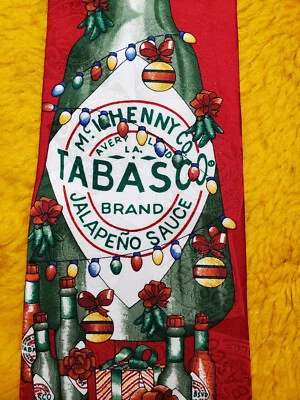 McILHENNY CO.
AVERY ISLAND
LA.
TABASCO®
BRAND
JALAPEÑO SAUCE